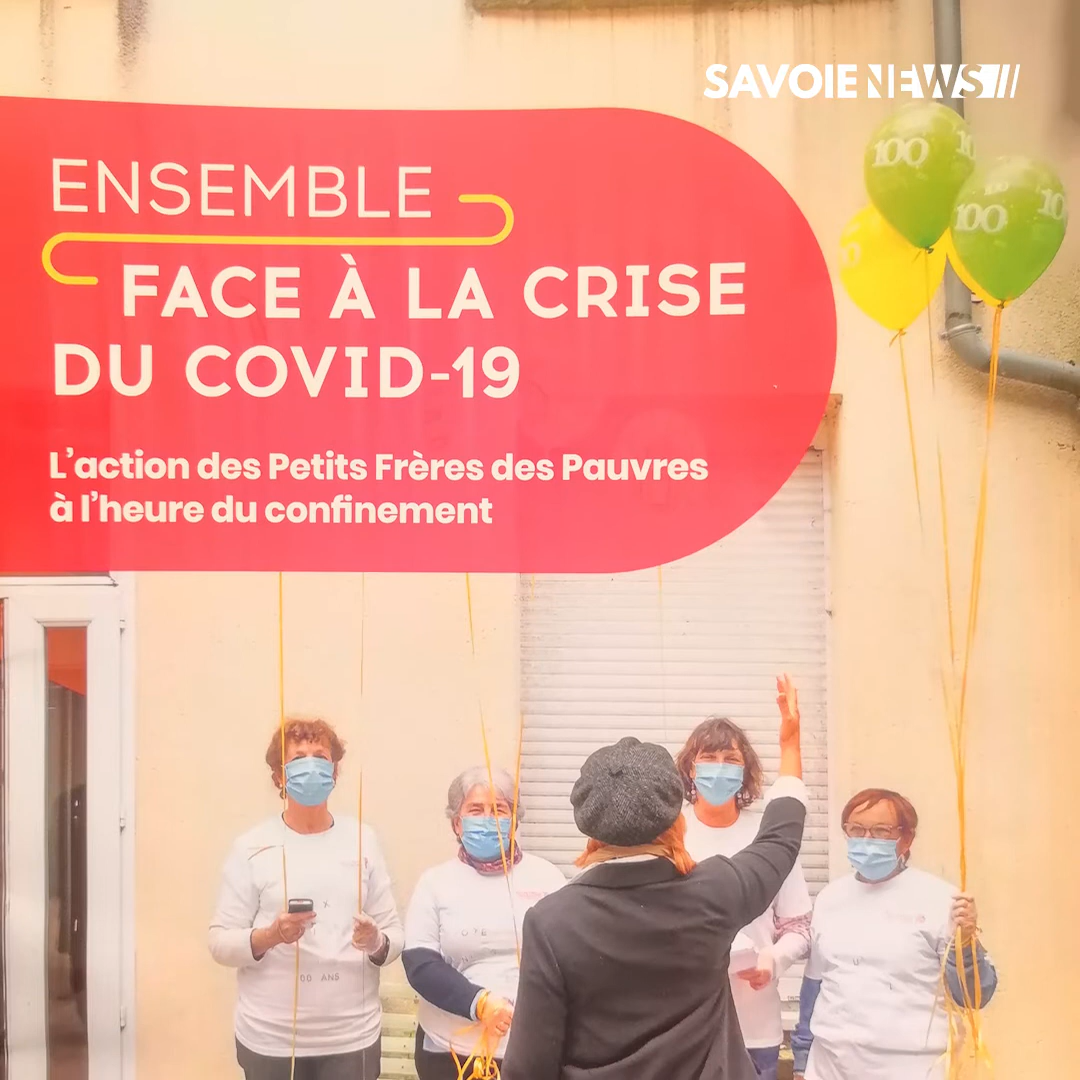 SAVOIE NEWS
ENSEMBLE
FACE À LA CRISE
DU COVID-19
L'action des Petits Frères des Pauvres
à l'heure du confinement
100
100